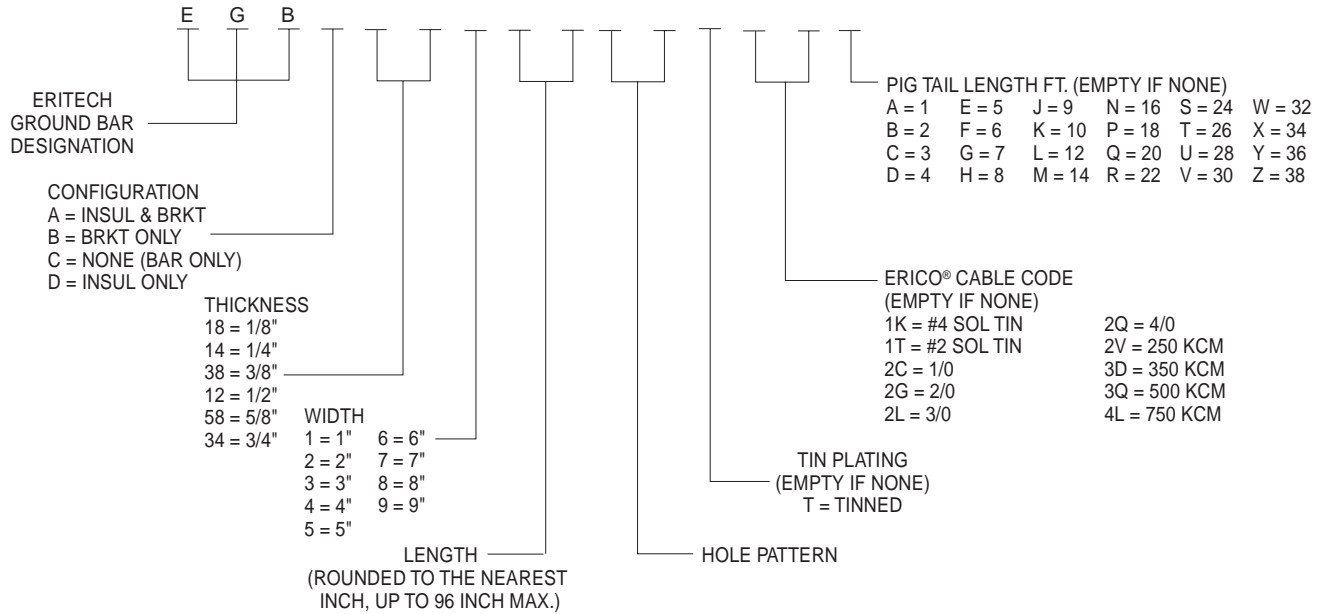 E G B
PIG TAIL LENGTH FT. (EMPTY IF NONE)
A = 1 E = 5 J = 9 N = 16 S = 24 W = 32
B = 2 F = 6 K = 10 P = 18 T = 26 X = 34
C = 3 G = 7 L = 12 Q = 20 U = 28 Y = 36
D = 4 H = 8 M = 14 R = 22 V = 30 Z = 38
ERITECH
GROUND BAR
DESIGNATION
CONFIGURATION
A = INSUL & BRKT
B = BRKT ONLY
C = NONE (BAR ONLY)
D = INSUL ONLY
ERICO® CABLE CODE
(EMPTY IF NONE)
1K = #4 SOL TIN 2Q = 4/0
1T = #2 SOL TIN 2V = 250 KCM
2C = 1/0 3D = 350 KCM
2G = 2/0 3Q = 500 KCM
2L = 3/0 4L = 750 KCM
THICKNESS
18 = 1/8"
14 = 1/4"
38 = 3/8"
12 = 1/2"
58 = 5/8"
34 = 3/4"
WIDTH
1 = 1" 6 = 6"
2 = 2" 7 = 7"
3 = 3" 8 = 8"
4 = 4" 9 = 9"
5 = 5"
TIN PLATING
(EMPTY IF NONE)
T = TINNED
LENGTH
(ROUNDED TO THE NEAREST
INCH, UP TO 96 INCH MAX.)
HOLE PATTERN